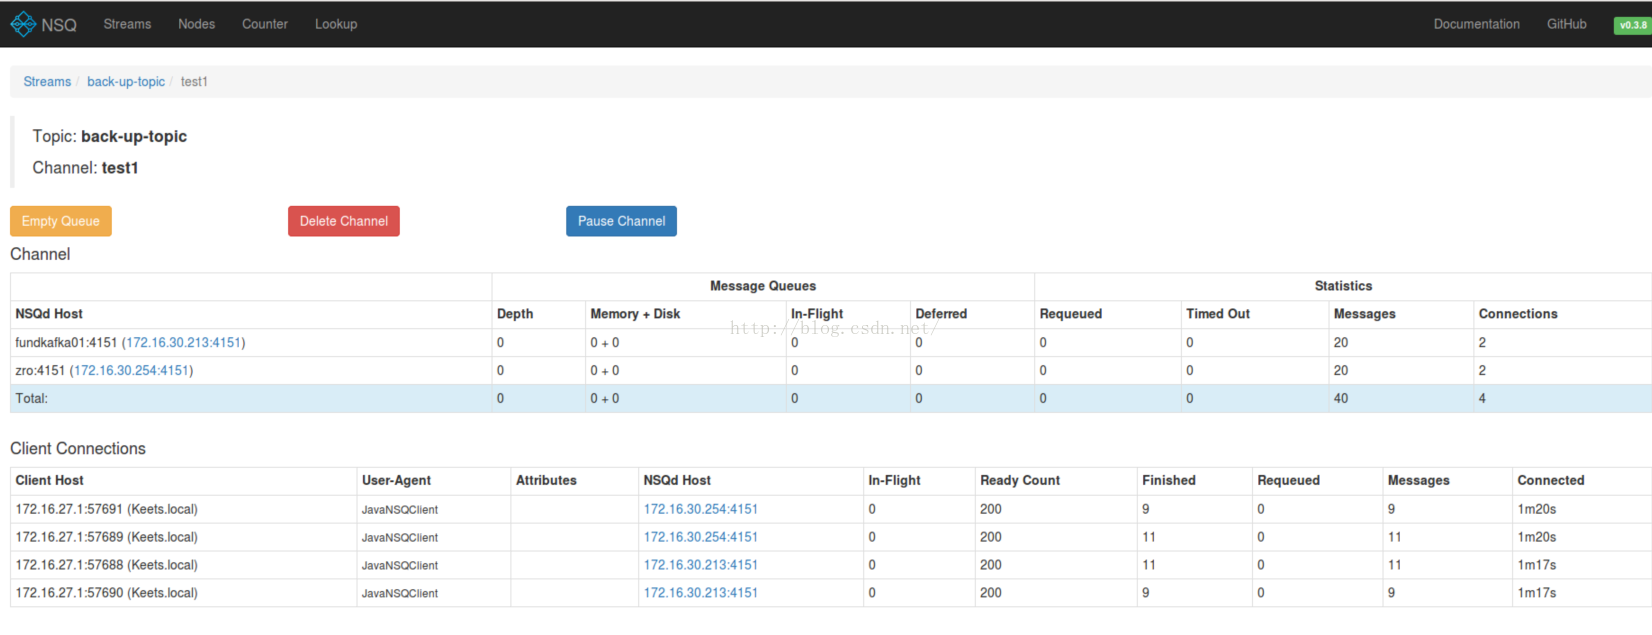 NSQ Streams Nodes Counter Lookup Documentation GitHub v0.3.8
Streams / back-up-topic / test1
Topic: back-up-topic
Channel: test1
Empty Queue Delete Channel Pause Channel
Channel
Message Queues Statistics
NSQd Host Depth Memory + Disk In-Flight Deferred Requeued Timed Out Messages Connections
http://blog.csdn.net/
fundkafka01:4151 (172.16.30.213:4151) 0 0 + 0 0 0 0 0 20 2
zro:4151 (172.16.30.254:4151) 0 0 + 0 0 0 0 0 20 2
Total: 0 0 + 0 0 0 0 0 40 4
Client Connections
Client Host User-Agent Attributes NSQd Host In-Flight Ready Count Finished Requeued Messages Connected
172.16.27.1:57691 (Keets.local) JavaNSQClient 172.16.30.254:4151 0 200 9 0 9 1m20s
172.16.27.1:57689 (Keets.local) JavaNSQClient 172.16.30.254:4151 0 200 11 0 11 1m20s
172.16.27.1:57688 (Keets.local) JavaNSQClient 172.16.30.213:4151 0 200 11 0 11 1m17s
172.16.27.1:57690 (Keets.local) JavaNSQClient 172.16.30.213:4151 0 200 9 0 9 1m17s